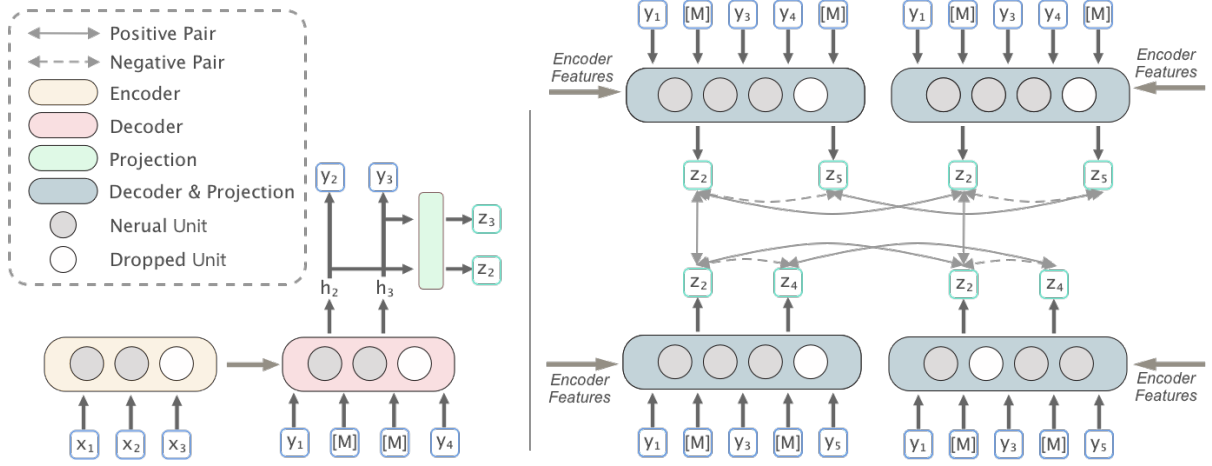 Positive Pair
Negative Pair
Encoder
Decoder
Projection
Decoder & Projection
Nerual Unit
Dropped Unit
y₂ y₃
z₃
z₂
h₂ h₃
x₁ x₂ x₃
y₁ [M] [M] y₄
y₁ [M] y₃ y₄ [M]
y₁ [M] y₃ y₄ [M]
Encoder
Features
Encoder
Features
z₂ z₅ z₂ z₅
z₂ z₄ z₂ z₄
Encoder
Features
Encoder
Features
y₁ [M] y₃ [M] y₅
y₁ [M] y₃ [M] y₅